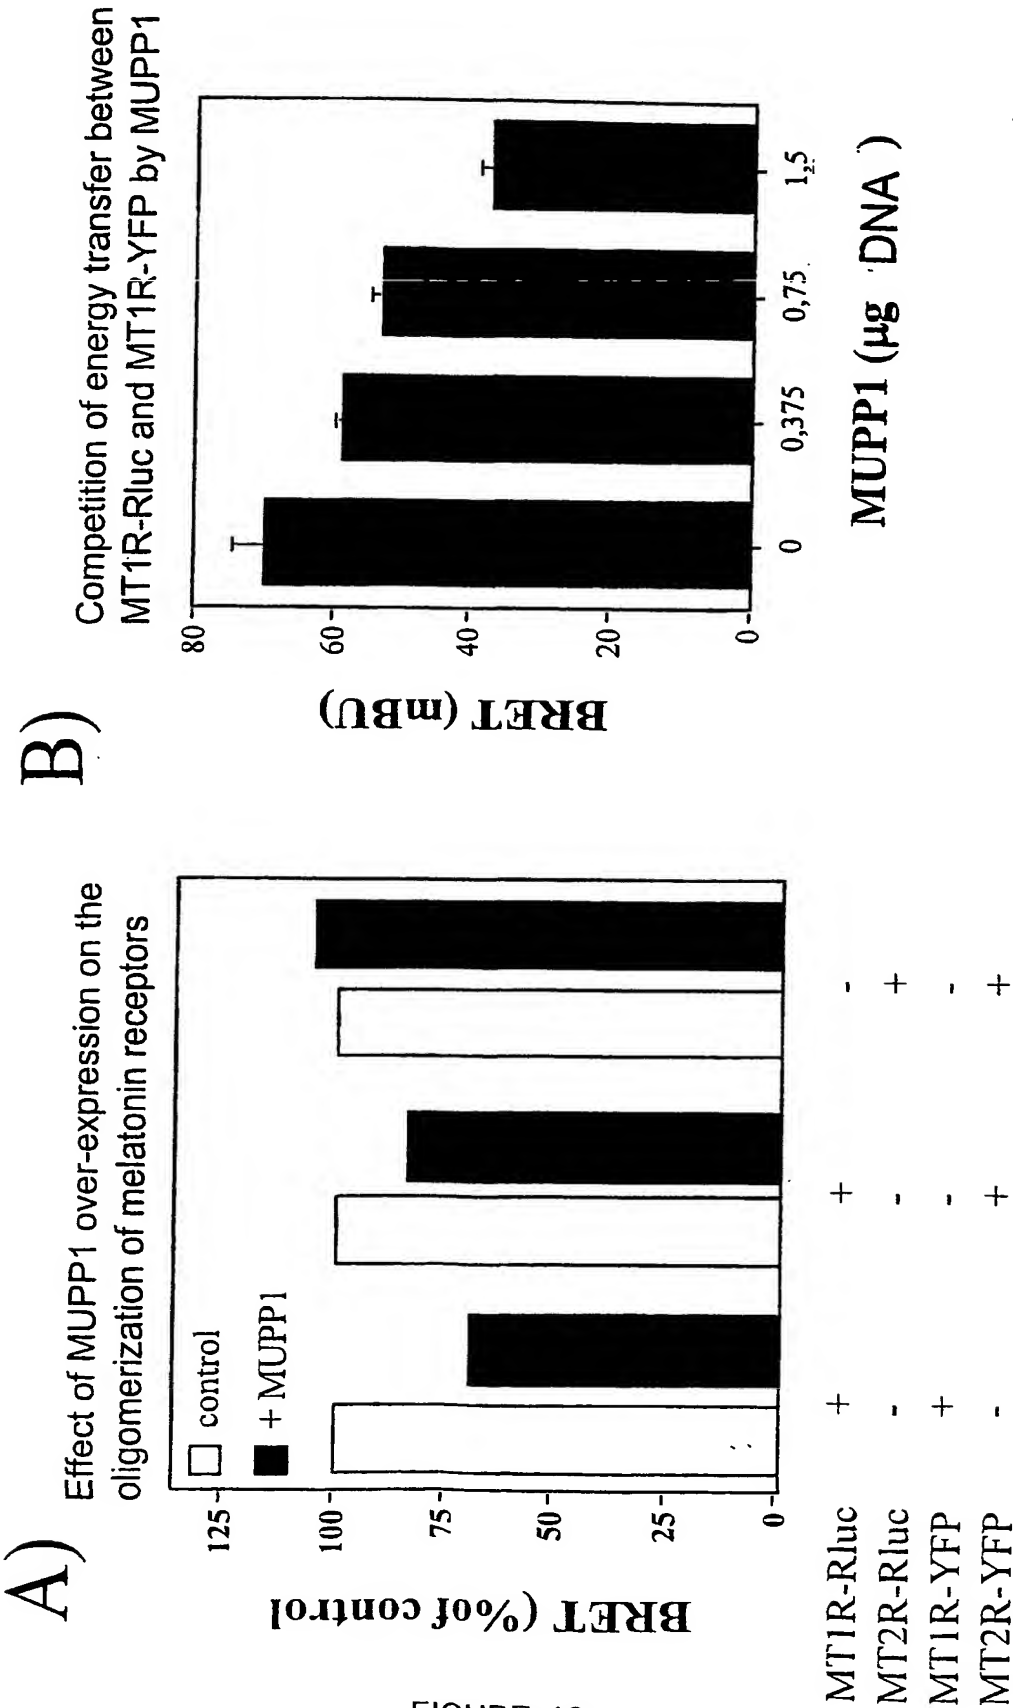 A)
Effect of MUPP1 over-expression on the
oligomerization of melatonin receptors
control
+ MUPP1
BRET (%of control
125
100
75
50
25
0
MT1R-Rluc + + -
MT2R-Rluc - - +
MT1R-YFP + - -
MT2R-YFP - + +
B)
Competition of energy transfer between
MT1R-Rluc and MT1R-YFP by MUPP1
BRET (mBU)
80
60
40
20
0
0 0,375 0,75 1,5
MUPP1 (µg DNA )